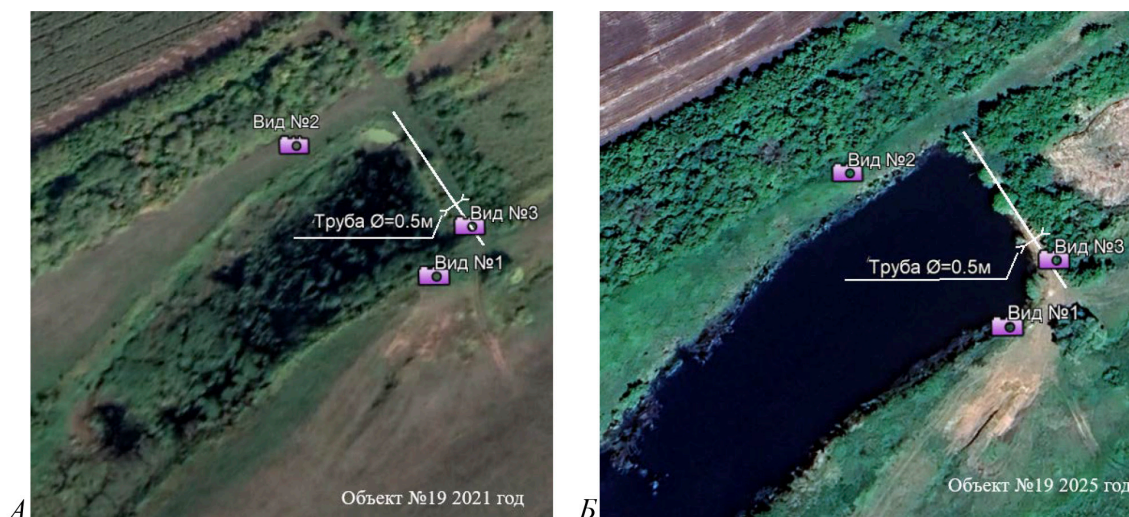 Вид №2
Вид №3
Труба Ø=0.5м
Вид №1
Объект №19 2021 год
А
Вид №2
Вид №3
Труба Ø=0.5м
Вид №1
Объект №19 2025 год
Б